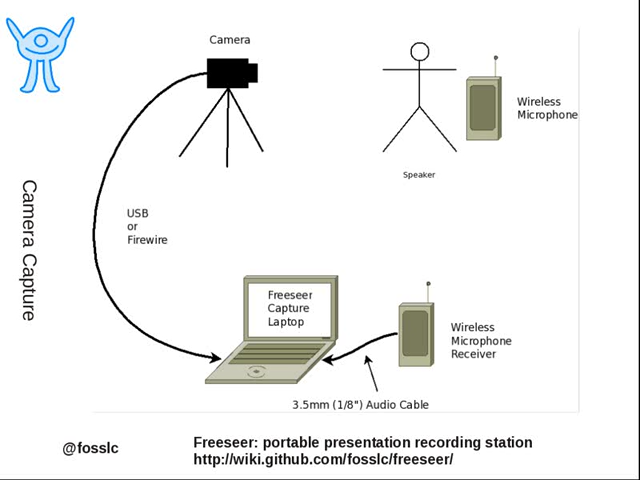 Camera
Wireless
Microphone
Speaker
Camera Capture
USB
or
Firewire
Freeseer
Capture
Laptop
Wireless
Microphone
Receiver
3.5mm (1/8") Audio Cable
@fosslc
Freeseer: portable presentation recording station
http://wiki.github.com/fosslc/freeseer/